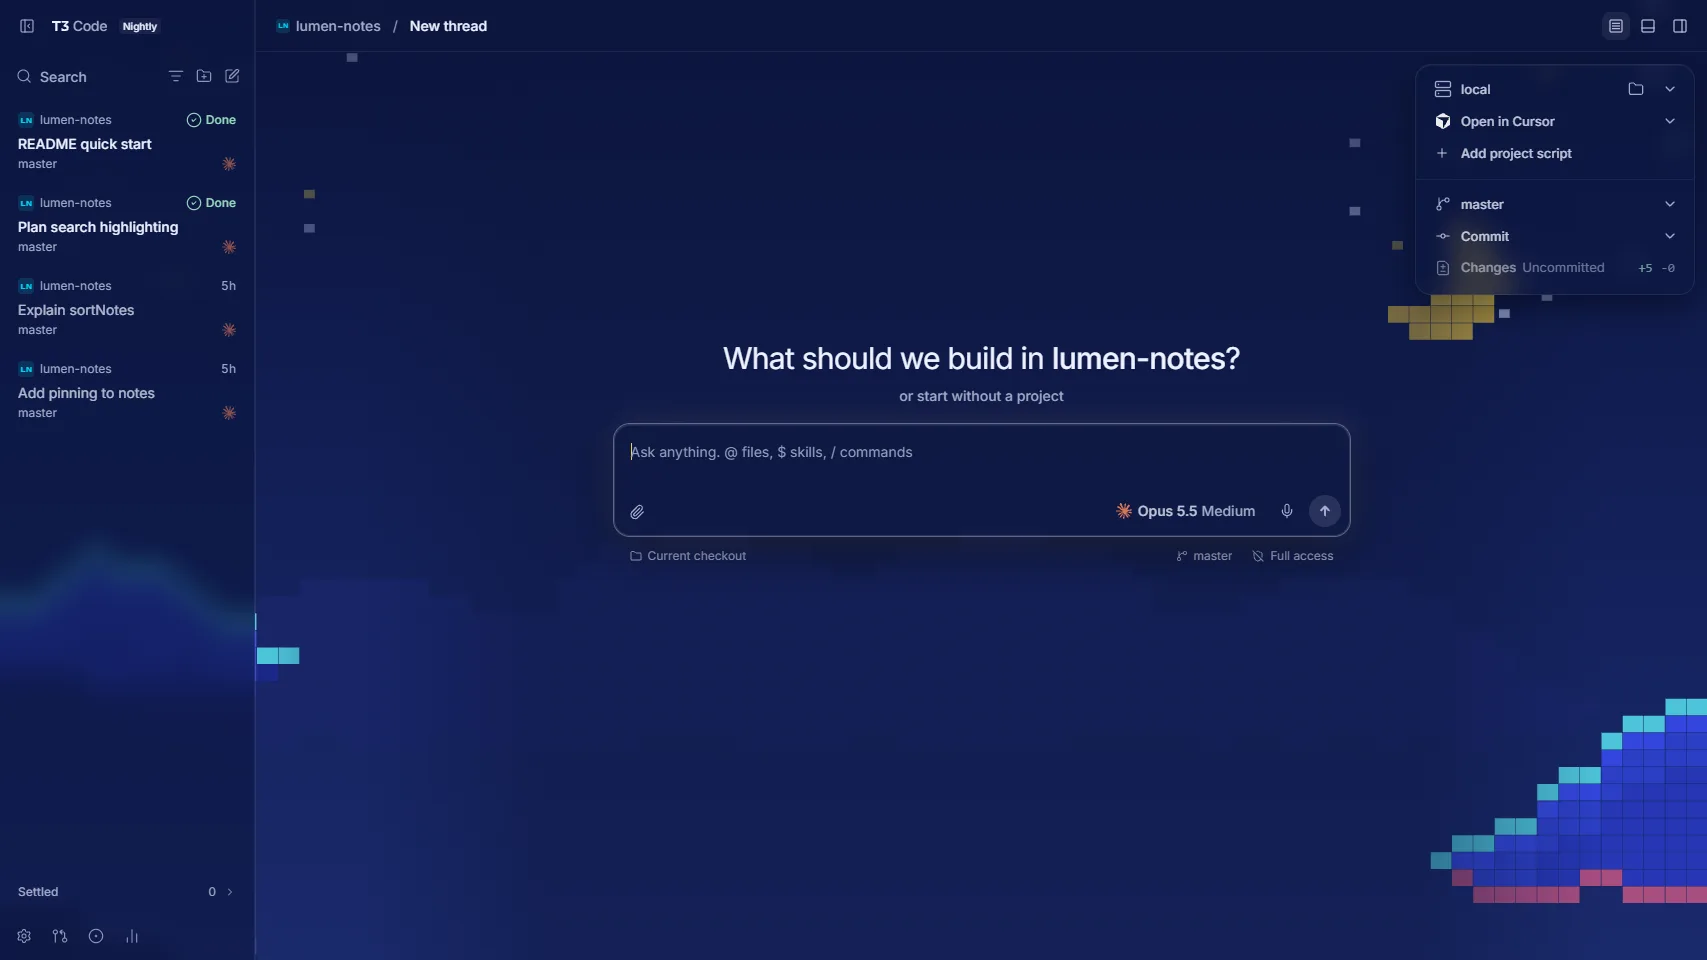 T3 Code Nightly
Search
LN lumen-notes Done
README quick start
master
LN lumen-notes Done
Plan search highlighting
master
LN lumen-notes 5h
Explain sortNotes
master
LN lumen-notes 5h
Add pinning to notes
master
Settled 0
LN lumen-notes / New thread
local
Open in Cursor
Add project script
master
Commit
Changes Uncommitted +5 -0
What should we build in lumen-notes?
or start without a project
Ask anything. @ files, $ skills, / commands
Opus 5.5 Medium
Current checkout
master
Full access